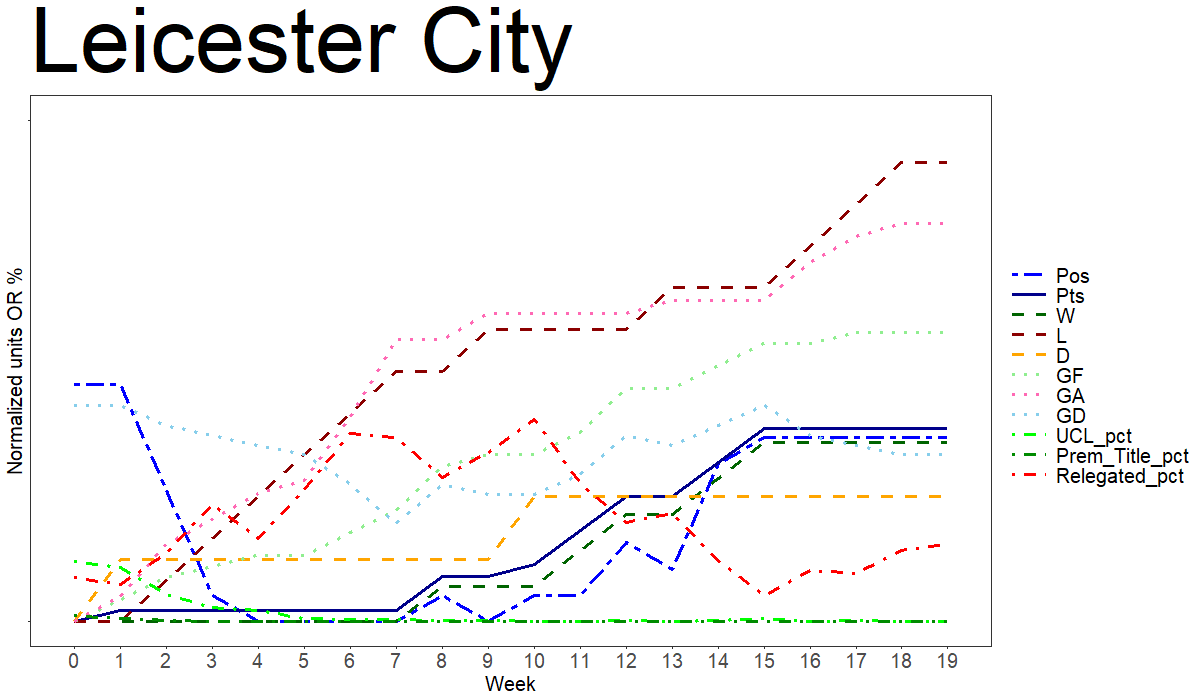 Leicester City
Normalized units OR %
0 1 2 3 4 5 6 7 8 9 10 11 12 13 14 15 16 17 18 19
Week
Pos
Pts
W
L
D
GF
GA
GD
UCL_pct
Prem_Title_pct
Relegated_pct